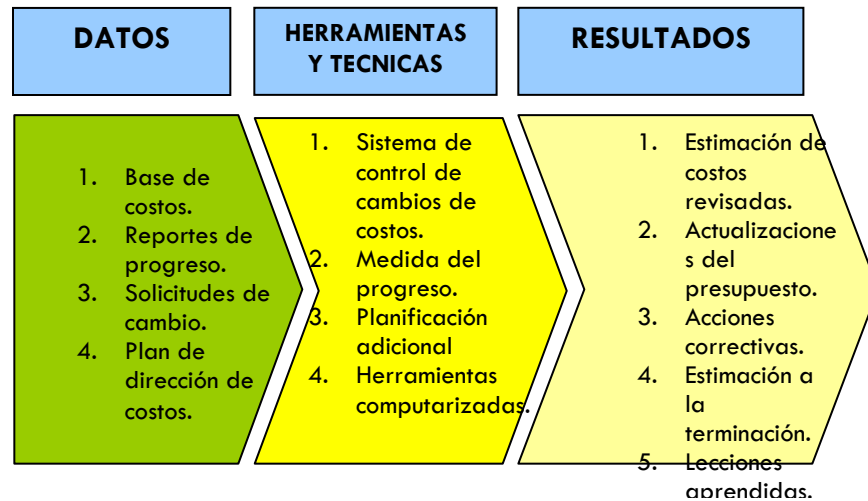 DATOS
HERRAMIENTAS
Y TECNICAS
RESULTADOS
1. Base de
costos.
2. Reportes de
progreso.
3. Solicitudes de
cambio.
4. Plan de
dirección de
costos.
1. Sistema de
control de
cambios de
costos.
2. Medida del
progreso.
3. Planificación
adicional
4. Herramientas
computarizadas.
1. Estimación de
costos
revisadas.
2. Actualizacione
s del
presupuesto.
3. Acciones
correctivas.
4. Estimación a
la
terminación.
5. Lecciones
aprendidas.